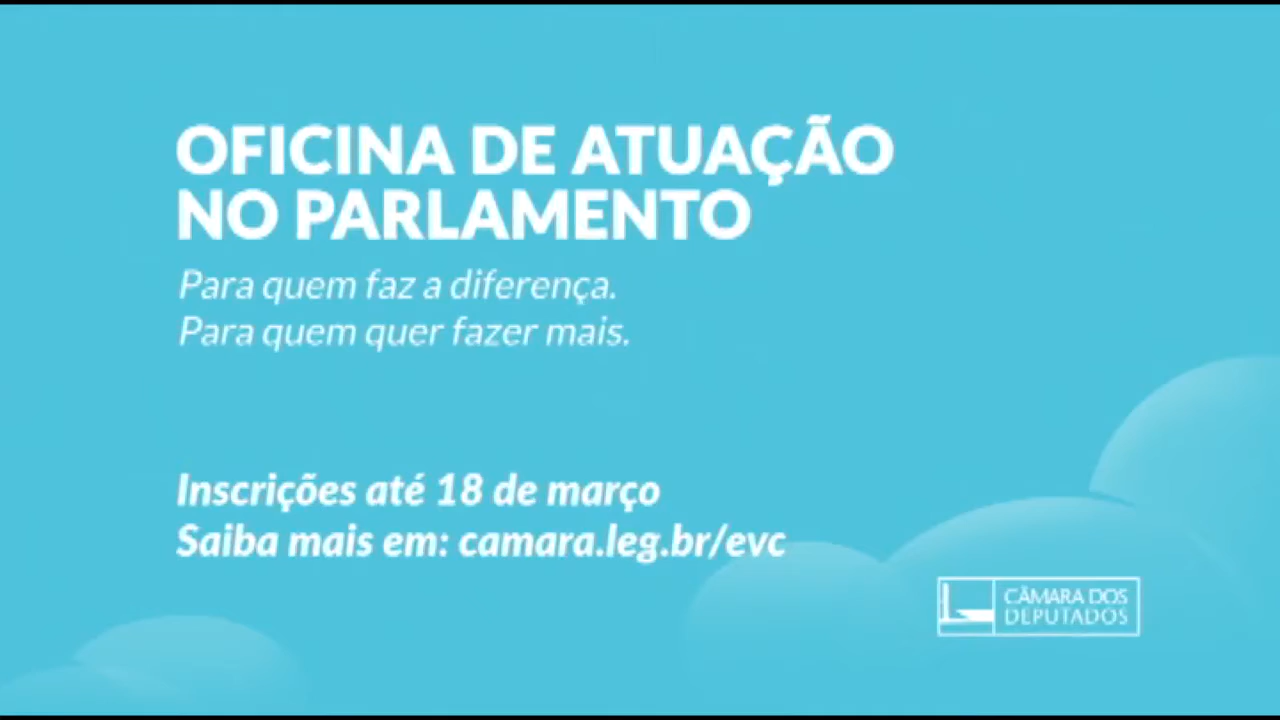 OFICINA DE ATUAÇÃO
NO PARLAMENTO
Para quem faz a diferença.
Para quem quer fazer mais.
Inscrições até 18 de março
Saiba mais em: camara.leg.br/evc
CÂMARA DOS
DEPUTADOS